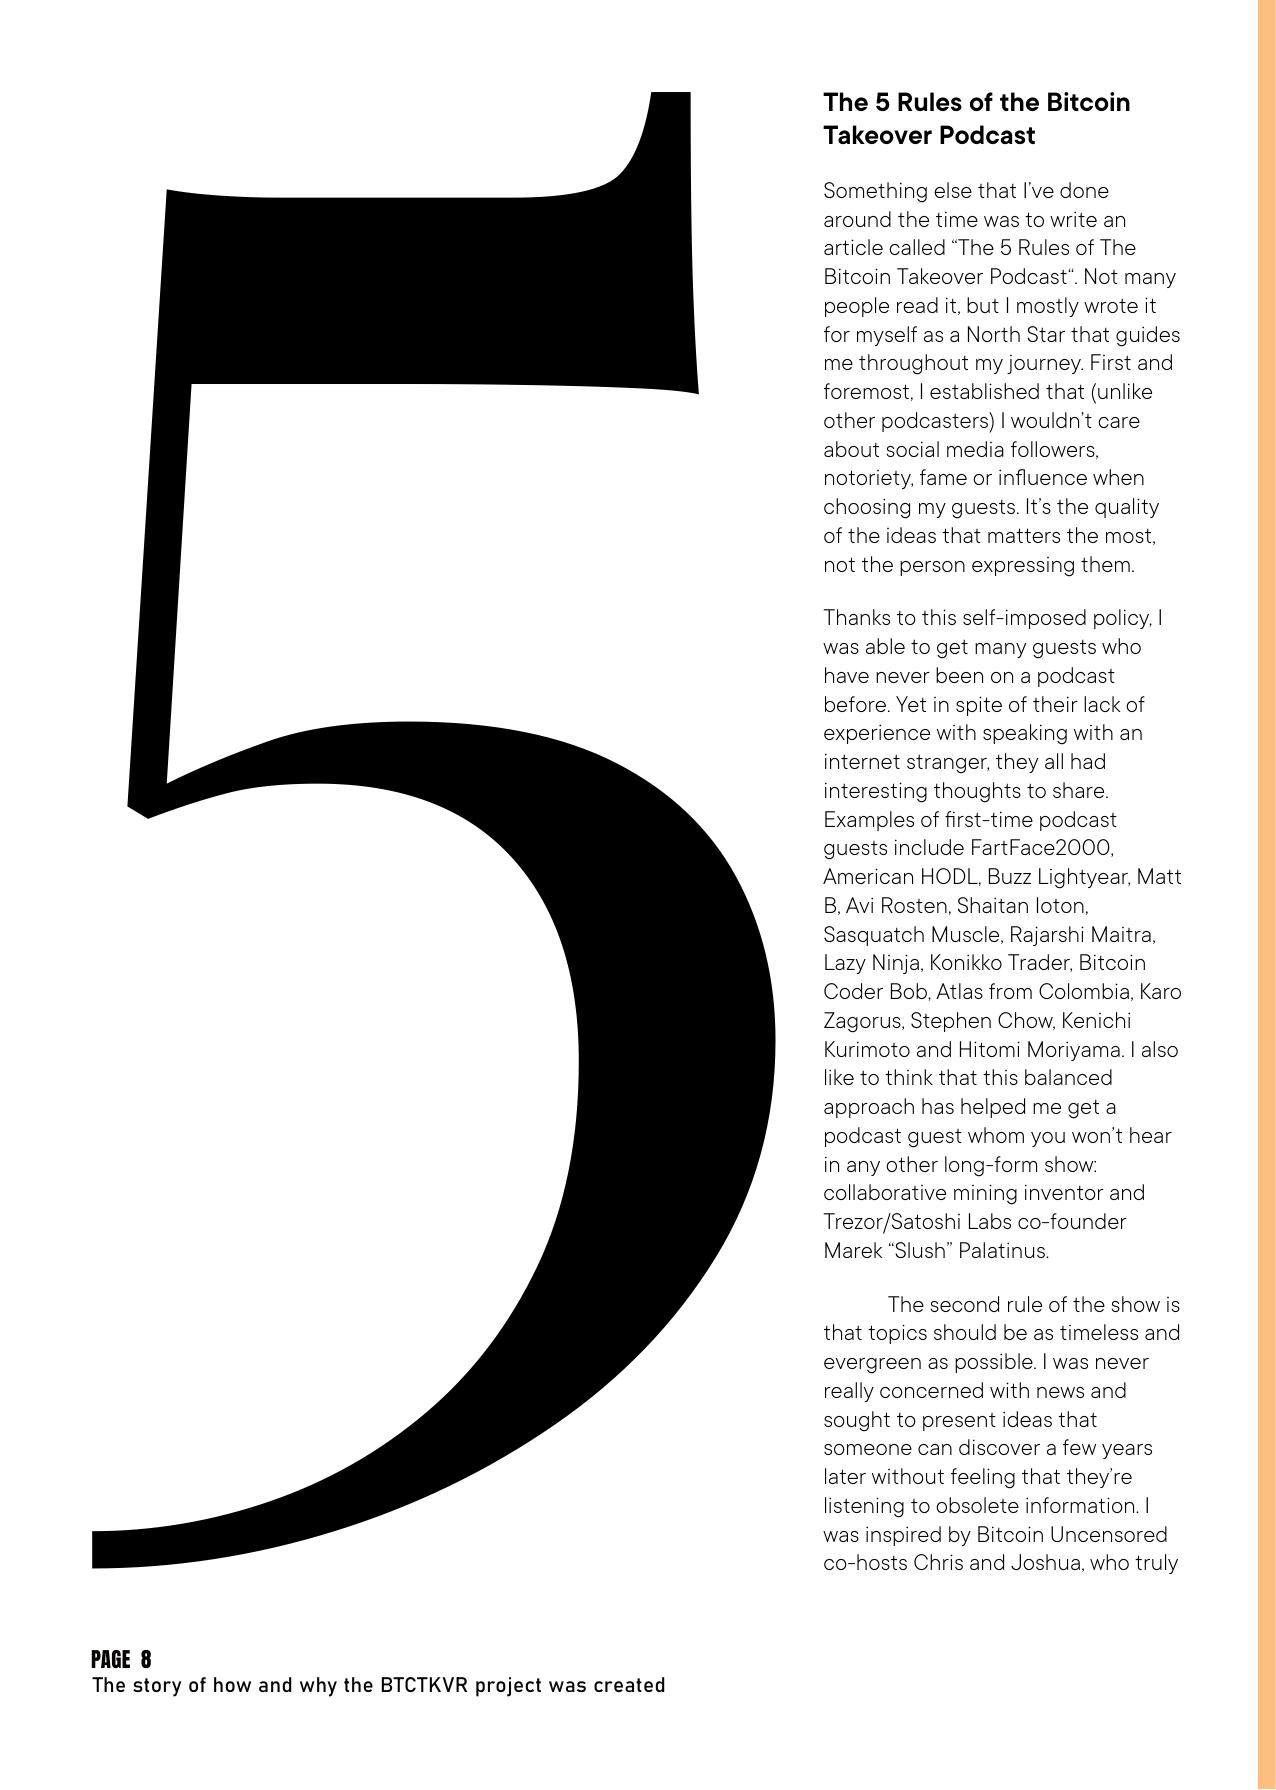 5
The 5 Rules of the Bitcoin
Takeover Podcast
Something else that I’ve done
around the time was to write an
article called “The 5 Rules of The
Bitcoin Takeover Podcast“. Not many
people read it, but I mostly wrote it
for myself as a North Star that guides
me throughout my journey. First and
foremost, I established that (unlike
other podcasters) I wouldn’t care
about social media followers,
notoriety, fame or influence when
choosing my guests. It’s the quality
of the ideas that matters the most,
not the person expressing them.
Thanks to this self-imposed policy, I
was able to get many guests who
have never been on a podcast
before. Yet in spite of their lack of
experience with speaking with an
internet stranger, they all had
interesting thoughts to share.
Examples of first-time podcast
guests include FartFace2000,
American HODL, Buzz Lightyear, Matt
B, Avi Rosten, Shaitan Ioton,
Sasquatch Muscle, Rajarshi Maitra,
Lazy Ninja, Konikko Trader, Bitcoin
Coder Bob, Atlas from Colombia, Karo
Zagorus, Stephen Chow, Kenichi
Kurimoto and Hitomi Moriyama. I also
like to think that this balanced
approach has helped me get a
podcast guest whom you won’t hear
in any other long-form show:
collaborative mining inventor and
Trezor/Satoshi Labs co-founder
Marek “Slush” Palatinus.
The second rule of the show is
that topics should be as timeless and
evergreen as possible. I was never
really concerned with news and
sought to present ideas that
someone can discover a few years
later without feeling that they’re
listening to obsolete information. I
was inspired by Bitcoin Uncensored
co-hosts Chris and Joshua, who truly
PAGE 8
The story of how and why the BTCTKVR project was created